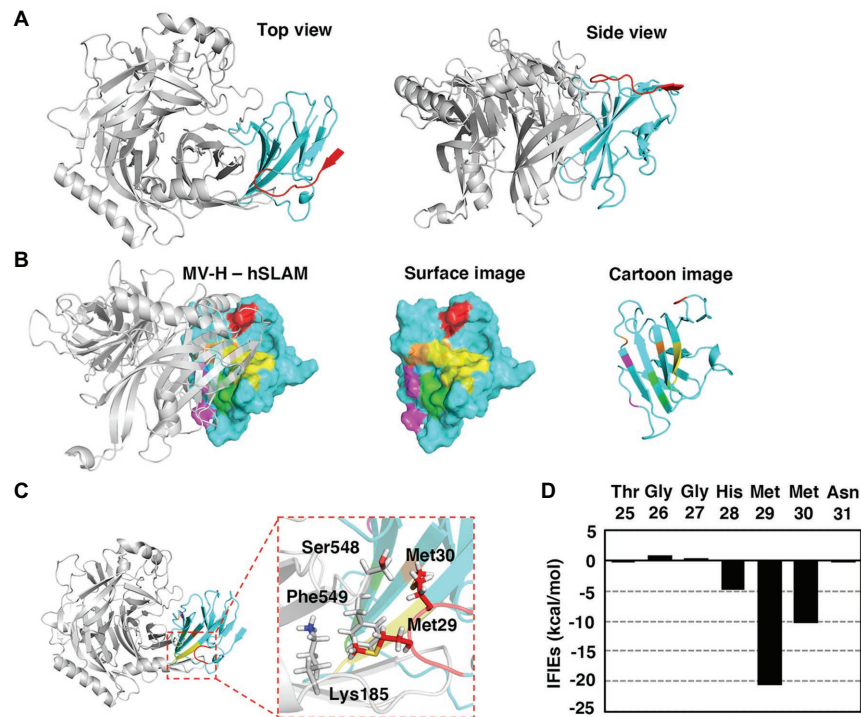 A
Top view
Side view
B
MV-H – hSLAM
Surface image
Cartoon image
C
Ser548
Met30
Phe549
Met29
Lys185
D
Thr Gly Gly His Met Met Asn
25 26 27 28 29 30 31
IFIEs (kcal/mol)
5
0
-5
-10
-15
-20
-25